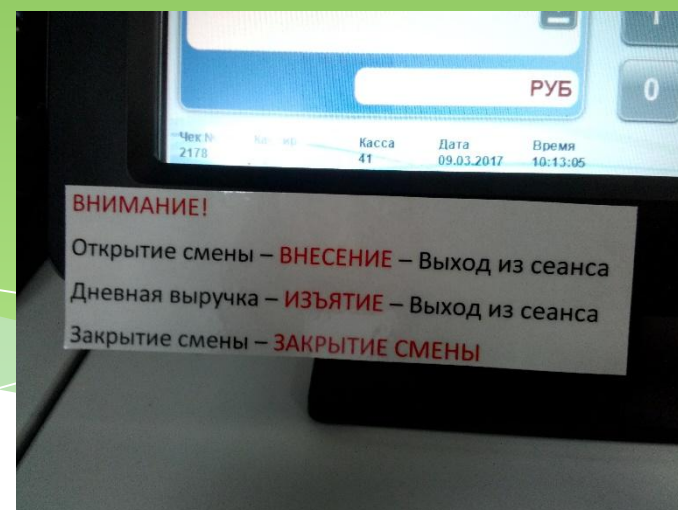 РУБ
0
Чек №
Касса
Дата
Время
2178
41
09.03.2017
10:13:05
ВНИМАНИЕ!
Открытие смены – ВНЕСЕНИЕ – Выход из сеанса
Дневная выручка – ИЗЪЯТИЕ – Выход из сеанса
Закрытие смены – ЗАКРЫТИЕ СМЕНЫ